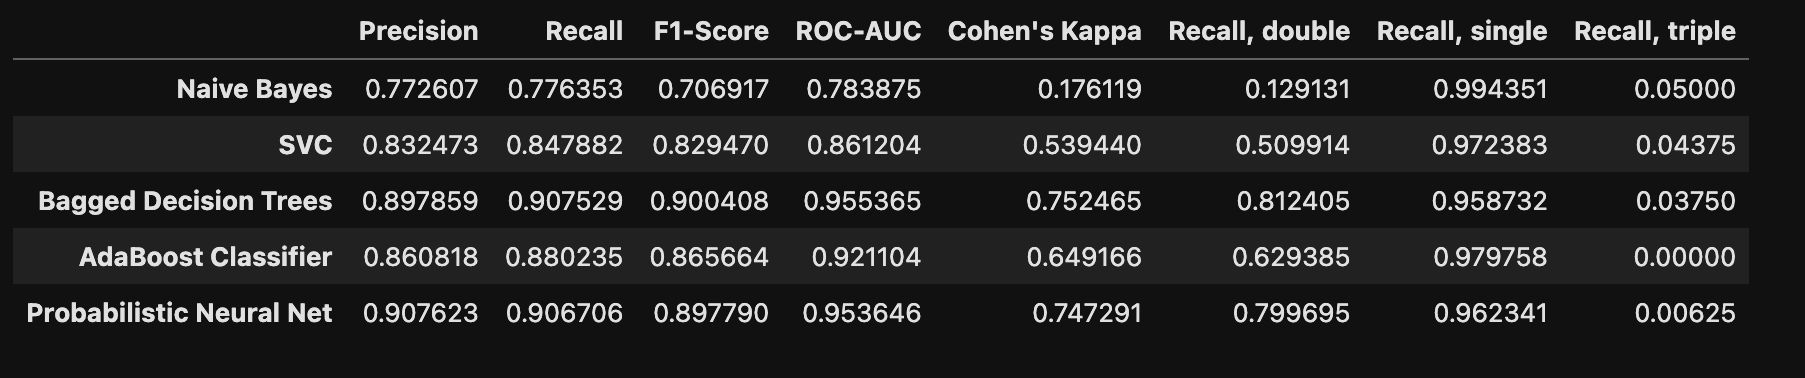 Precision Recall F1-Score ROC-AUC Cohen's Kappa Recall, double Recall, single Recall, triple
Naive Bayes 0.772607 0.776353 0.706917 0.783875 0.176119 0.129131 0.994351 0.05000
SVC 0.832473 0.847882 0.829470 0.861204 0.539440 0.509914 0.972383 0.04375
Bagged Decision Trees 0.897859 0.907529 0.900408 0.955365 0.752465 0.812405 0.958732 0.03750
AdaBoost Classifier 0.860818 0.880235 0.865664 0.921104 0.649166 0.629385 0.979758 0.00000
Probabilistic Neural Net 0.907623 0.906706 0.897790 0.953646 0.747291 0.799695 0.962341 0.00625